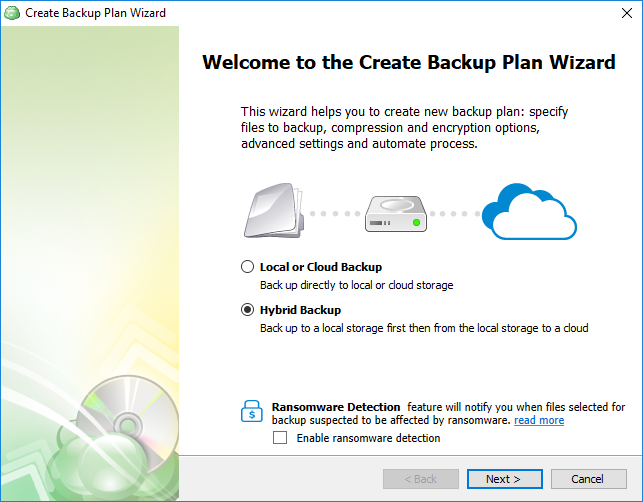 Create Backup Plan Wizard
Welcome to the Create Backup Plan Wizard
This wizard helps you to create new backup plan: specify
files to backup, compression and encryption options,
advanced settings and automate process.
Local or Cloud Backup
Back up directly to local or cloud storage
Hybrid Backup
Back up to a local storage first then from the local storage to a cloud
Ransomware Detection feature will notify you when files selected for
backup suspected to be affected by ransomware. read more
Enable ransomware detection
< Back Next > Cancel